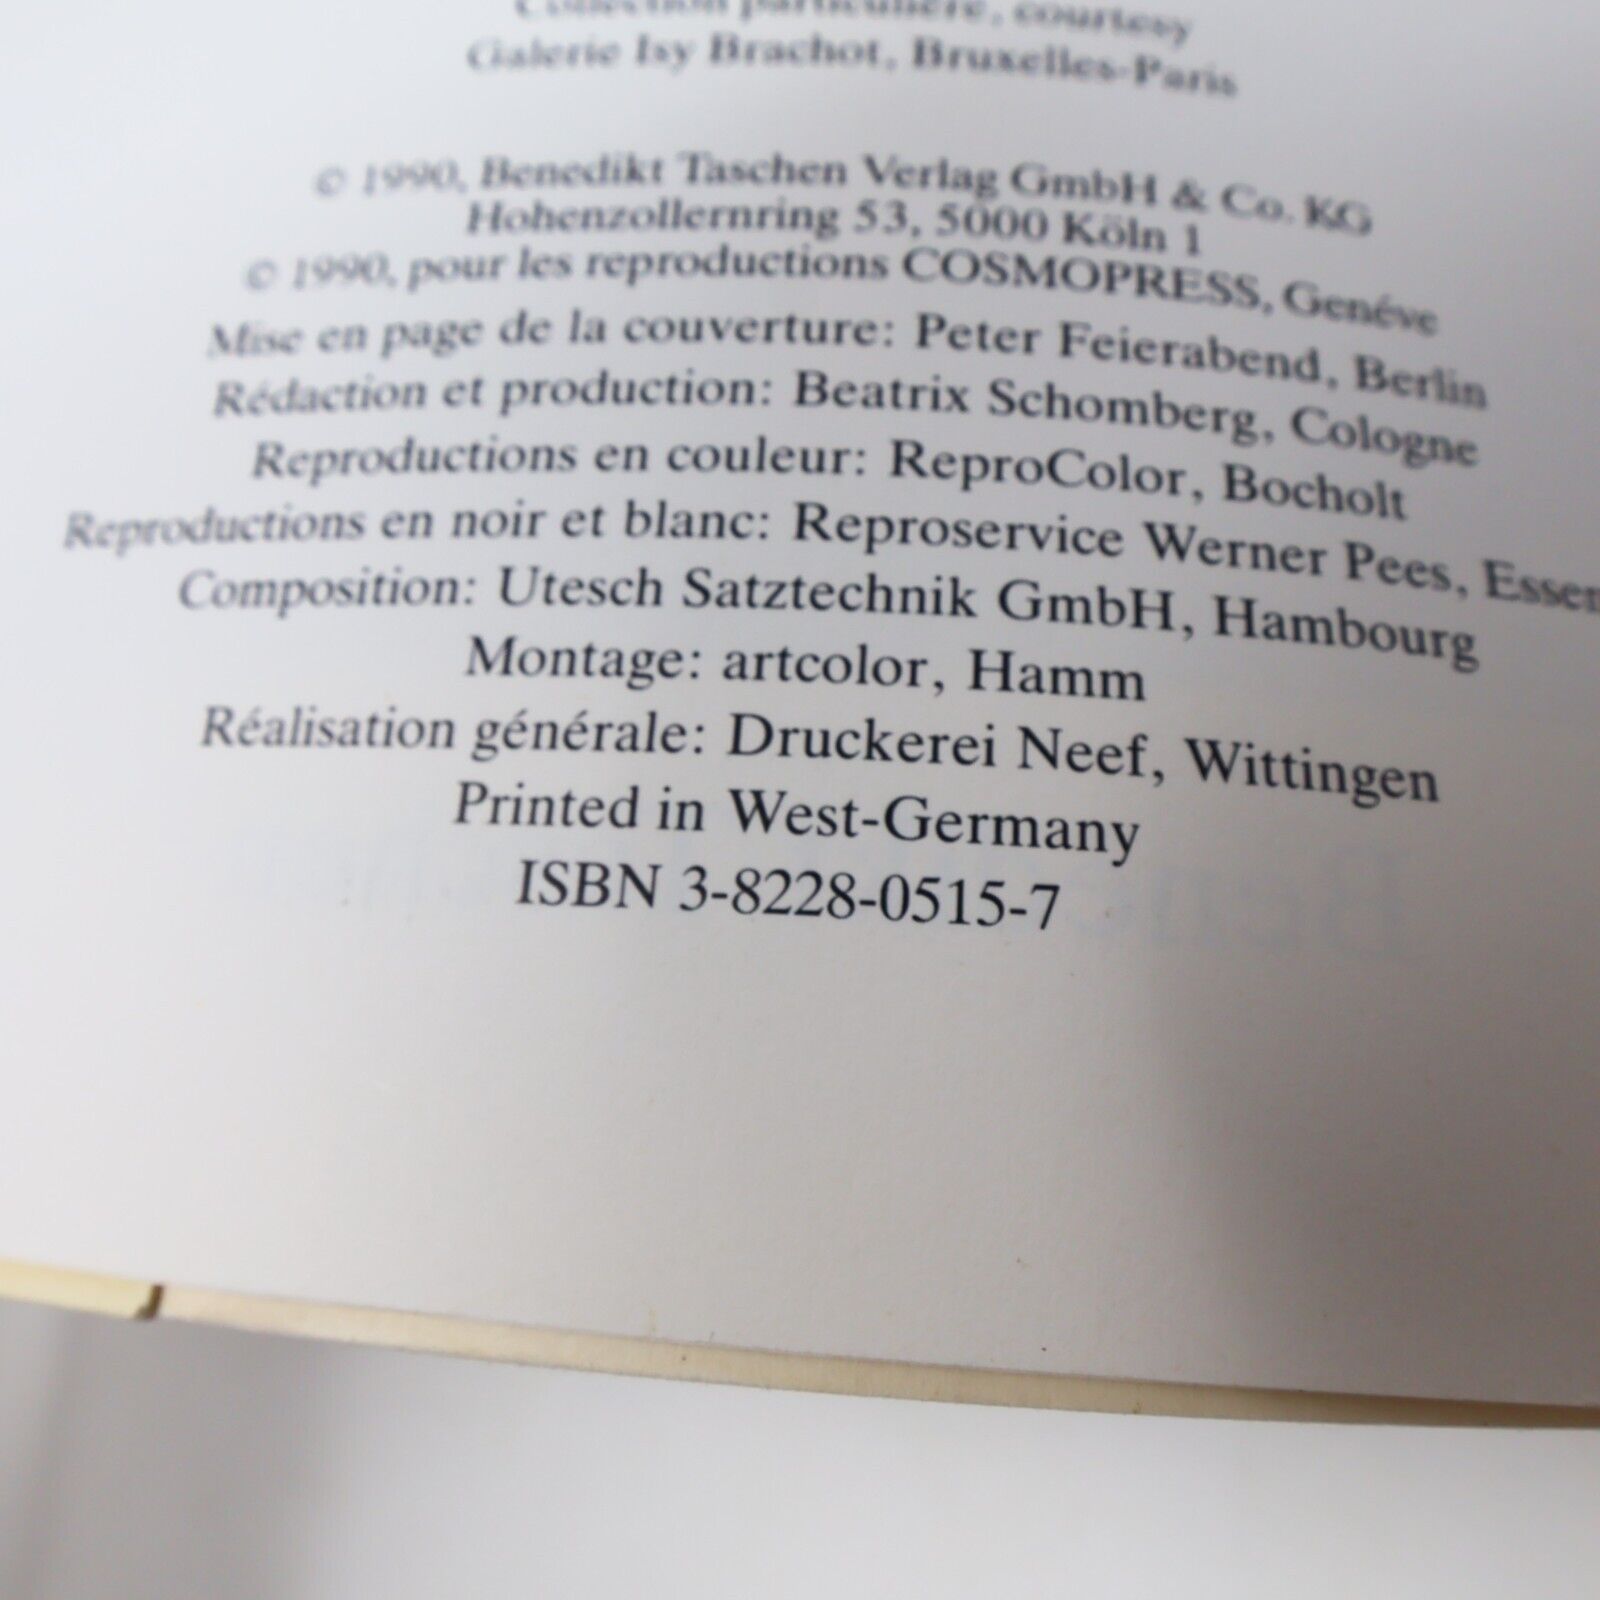 Collection particulière, courtesy
Galerie Isy Brachot, Bruxelles-Paris
© 1990, Benedikt Taschen Verlag GmbH & Co. KG
Hohenzollernring 53, 5000 Köln 1
© 1990, pour les reproductions COSMOPRESS, Genéve
Mise en page de la couverture: Peter Feierabend, Berlin
Rédaction et production: Beatrix Schomberg, Cologne
Reproductions en couleur: ReproColor, Bocholt
Reproductions en noir et blanc: Reproservice Werner Pees, Essen
Composition: Utesch Satztechnik GmbH, Hambourg
Montage: artcolor, Hamm
Réalisation générale: Druckerei Neef, Wittingen
Printed in West-Germany
ISBN 3-8228-0515-7